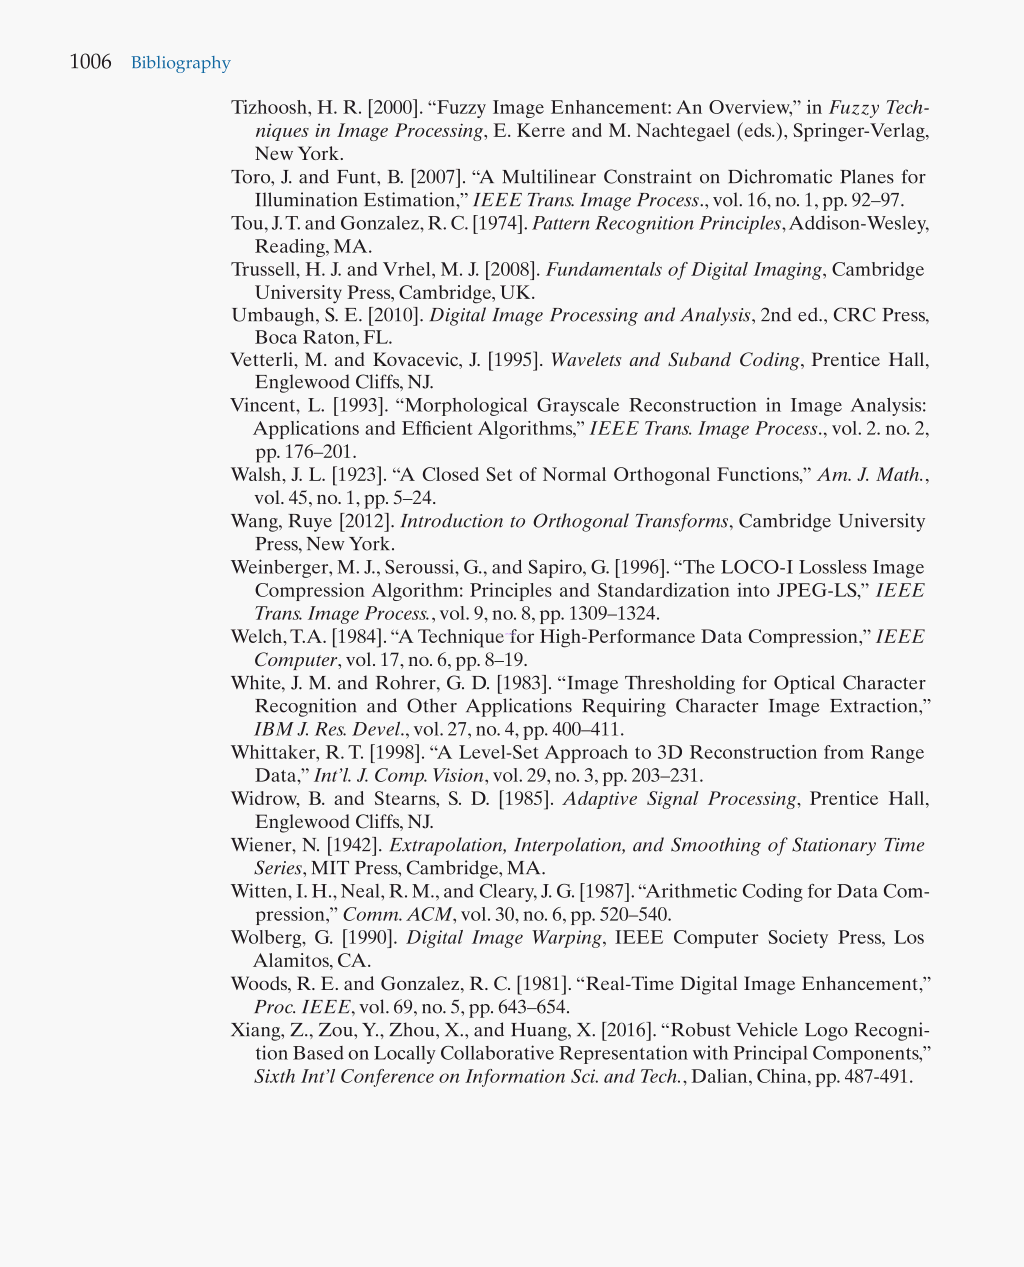 1006 Bibliography
Tizhoosh, H. R. [2000]. “Fuzzy Image Enhancement: An Overview,” in Fuzzy Tech-
niques in Image Processing, E. Kerre and M. Nachtegael (eds.), Springer-Verlag,
New York.
Toro, J. and Funt, B. [2007]. “A Multilinear Constraint on Dichromatic Planes for
Illumination Estimation,” IEEE Trans. Image Process., vol. 16, no. 1, pp. 92–97.
Tou, J. T. and Gonzalez, R. C. [1974]. Pattern Recognition Principles, Addison-Wesley,
Reading, MA.
Trussell, H. J. and Vrhel, M. J. [2008]. Fundamentals of Digital Imaging, Cambridge
University Press, Cambridge, UK.
Umbaugh, S. E. [2010]. Digital Image Processing and Analysis, 2nd ed., CRC Press,
Boca Raton, FL.
Vetterli, M. and Kovacevic, J. [1995]. Wavelets and Suband Coding, Prentice Hall,
Englewood Cliffs, NJ.
Vincent, L. [1993]. “Morphological Grayscale Reconstruction in Image Analysis:
Applications and Efficient Algorithms,” IEEE Trans. Image Process., vol. 2. no. 2,
pp. 176–201.
Walsh, J. L. [1923]. “A Closed Set of Normal Orthogonal Functions,” Am. J. Math.,
vol. 45, no. 1, pp. 5–24.
Wang, Ruye [2012]. Introduction to Orthogonal Transforms, Cambridge University
Press, New York.
Weinberger, M. J., Seroussi, G., and Sapiro, G. [1996]. “The LOCO-I Lossless Image
Compression Algorithm: Principles and Standardization into JPEG-LS,” IEEE
Trans. Image Process., vol. 9, no. 8, pp. 1309–1324.
Welch, T.A. [1984]. “A Technique for High-Performance Data Compression,” IEEE
Computer, vol. 17, no. 6, pp. 8–19.
White, J. M. and Rohrer, G. D. [1983]. “Image Thresholding for Optical Character
Recognition and Other Applications Requiring Character Image Extraction,”
IBM J. Res. Devel., vol. 27, no. 4, pp. 400–411.
Whittaker, R. T. [1998]. “A Level-Set Approach to 3D Reconstruction from Range
Data,” Int’l. J. Comp. Vision, vol. 29, no. 3, pp. 203–231.
Widrow, B. and Stearns, S. D. [1985]. Adaptive Signal Processing, Prentice Hall,
Englewood Cliffs, NJ.
Wiener, N. [1942]. Extrapolation, Interpolation, and Smoothing of Stationary Time
Series, MIT Press, Cambridge, MA.
Witten, I. H., Neal, R. M., and Cleary, J. G. [1987]. “Arithmetic Coding for Data Com-
pression,” Comm. ACM, vol. 30, no. 6, pp. 520–540.
Wolberg, G. [1990]. Digital Image Warping, IEEE Computer Society Press, Los
Alamitos, CA.
Woods, R. E. and Gonzalez, R. C. [1981]. “Real-Time Digital Image Enhancement,”
Proc. IEEE, vol. 69, no. 5, pp. 643–654.
Xiang, Z., Zou, Y., Zhou, X., and Huang, X. [2016]. “Robust Vehicle Logo Recogni-
tion Based on Locally Collaborative Representation with Principal Components,”
Sixth Int’l Conference on Information Sci. and Tech., Dalian, China, pp. 487-491.